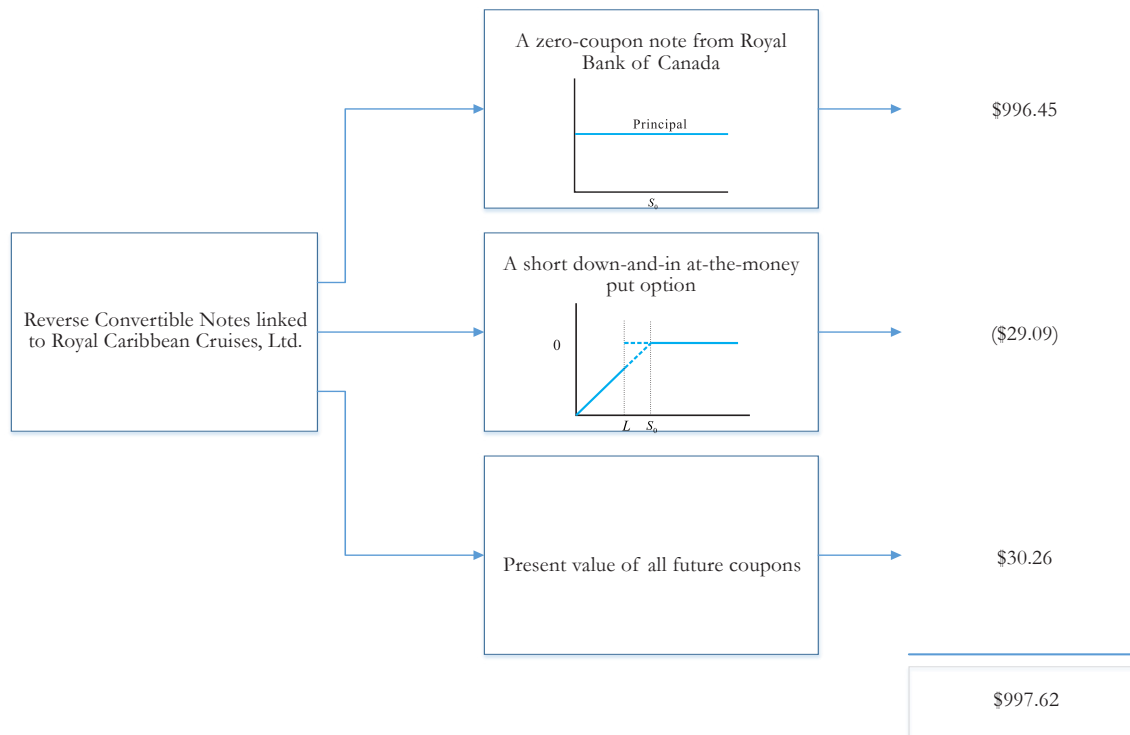 A zero-coupon note from Royal
Bank of Canada
Principal
S₀
$996.45
Reverse Convertible Notes linked
to Royal Caribbean Cruises, Ltd.
A short down-and-in at-the-money
put option
0
L S₀
($29.09)
Present value of all future coupons
$30.26
$997.62